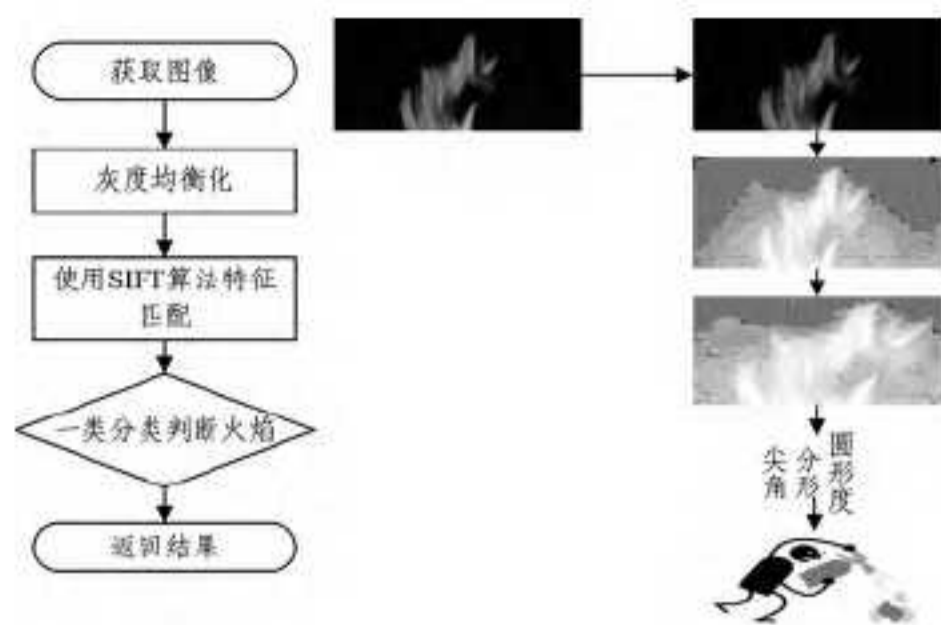 获取图像
灰度均衡化
使用SIFT算法特征
匹配
一类分类判断火焰
返回结果
圆形度
分形
尖角